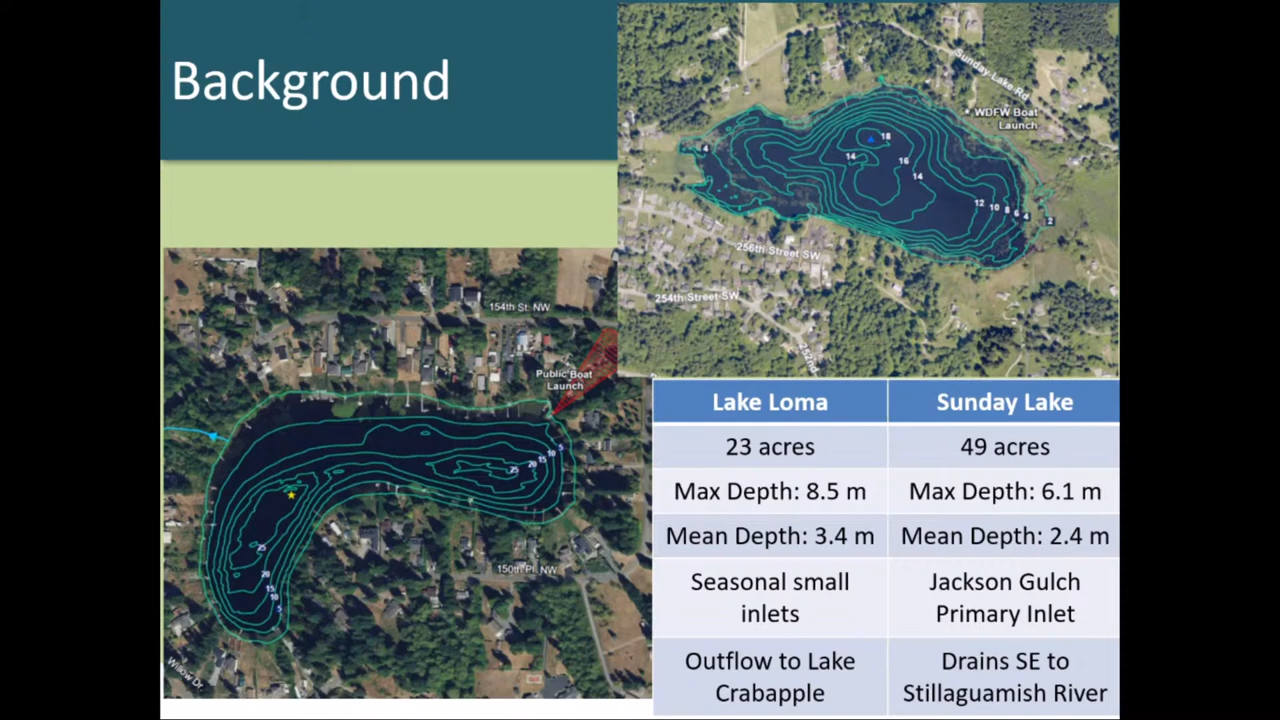 Background
Sunday Lake Rd
WDFW Boat
Launch
4
18
14
16
14
12
10
8
6
4
2
256th Street SW
254th Street SW
252nd
154th St. NW
Public Boat
Launch
5
10
15
20
25
25
20
15
10
5
150th Pl. NW
Willow Dr.
Lake Loma
Sunday Lake
23 acres
49 acres
Max Depth: 8.5 m
Max Depth: 6.1 m
Mean Depth: 3.4 m
Mean Depth: 2.4 m
Seasonal small
inlets
Jackson Gulch
Primary Inlet
Outflow to Lake
Crabapple
Drains SE to
Stillaguamish River